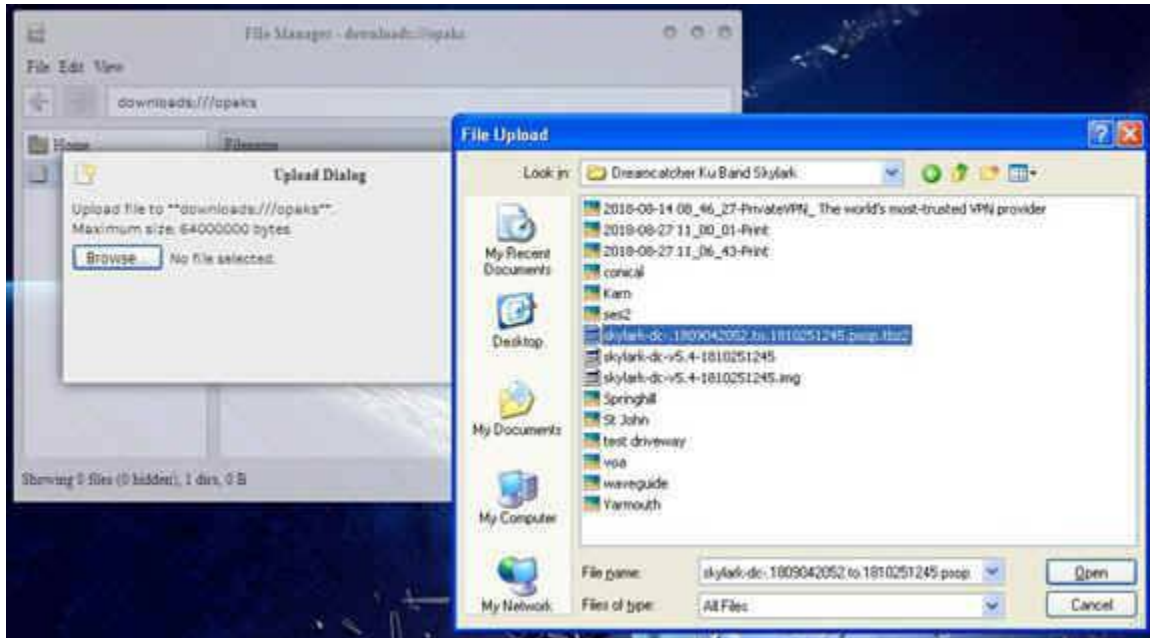 File Manager - downloads:///opaks
File Edit View
downloads:///opaks
Home
Filename
Upload Dialog
Upload file to **downloads:///opaks**.
Maximum size: 64000000 bytes
Browse... No file selected.
Showing 0 files (0 hidden), 1 dirs, 0 B
File Upload
Look in: Dreamcatcher Ku Band Skylark
My Recent
Documents
Desktop
My Documents
My Computer
My Network
2018-08-14 08_46_27-PrivateVPN_ The world's most-trusted VPN provider
2018-08-27 11_00_01-Print
2018-08-27 11_06_43-Print
conical
Karn
ses2
skylark-dc-.1809042052.to.1810251245.psop.tbz2
skylark-dc-v5.4-1810251245
skylark-dc-v5.4-1810251245.img
Springhill
St John
test driveway
voa
waveguide
Yarmouth
File name: skylark-dc-.1809042052.to.1810251245.psop Open
Files of type: All Files Cancel